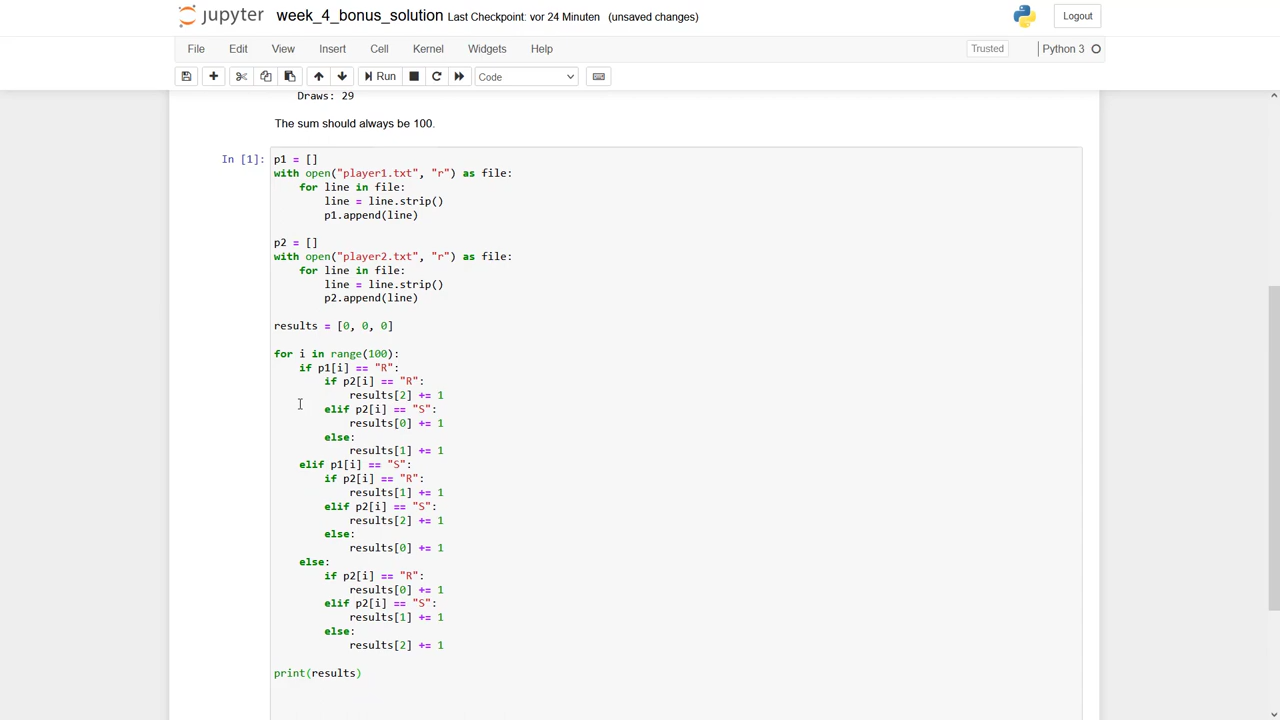 jupyter week_4_bonus_solution Last Checkpoint: vor 24 Minuten (unsaved changes) Logout
File Edit View Insert Cell Kernel Widgets Help Trusted Python 3
Run Code
Draws: 29
The sum should always be 100.
In [1]: p1 = []
with open("player1.txt", "r") as file:
    for line in file:
        line = line.strip()
        p1.append(line)
p2 = []
with open("player2.txt", "r") as file:
    for line in file:
        line = line.strip()
        p2.append(line)
results = [0, 0, 0]
for i in range(100):
    if p1[i] == "R":
        if p2[i] == "R":
            results[2] += 1
        elif p2[i] == "S":
            results[0] += 1
        else:
            results[1] += 1
    elif p1[i] == "S":
        if p2[i] == "R":
            results[1] += 1
        elif p2[i] == "S":
            results[2] += 1
        else:
            results[0] += 1
    else:
        if p2[i] == "R":
            results[0] += 1
        elif p2[i] == "S":
            results[1] += 1
        else:
            results[2] += 1
print(results)